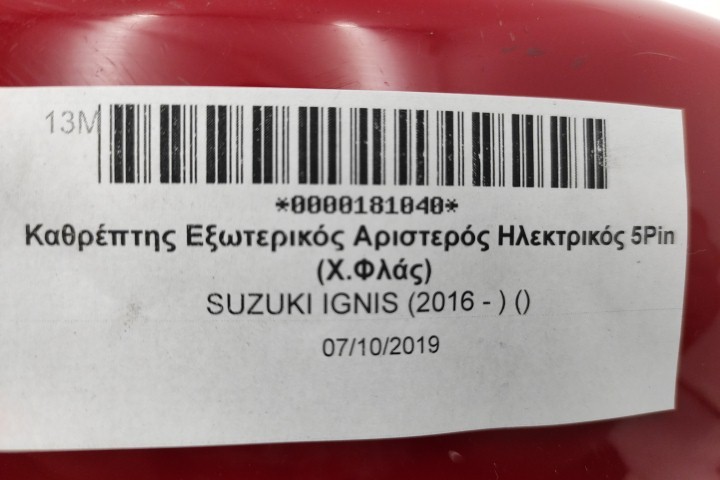 13M
*0000181040*
Καθρέπτης Εξωτερικός Αριστερός Ηλεκτρικός 5Pin
(Χ.Φλάς)
SUZUKI IGNIS (2016 - ) ()
07/10/2019